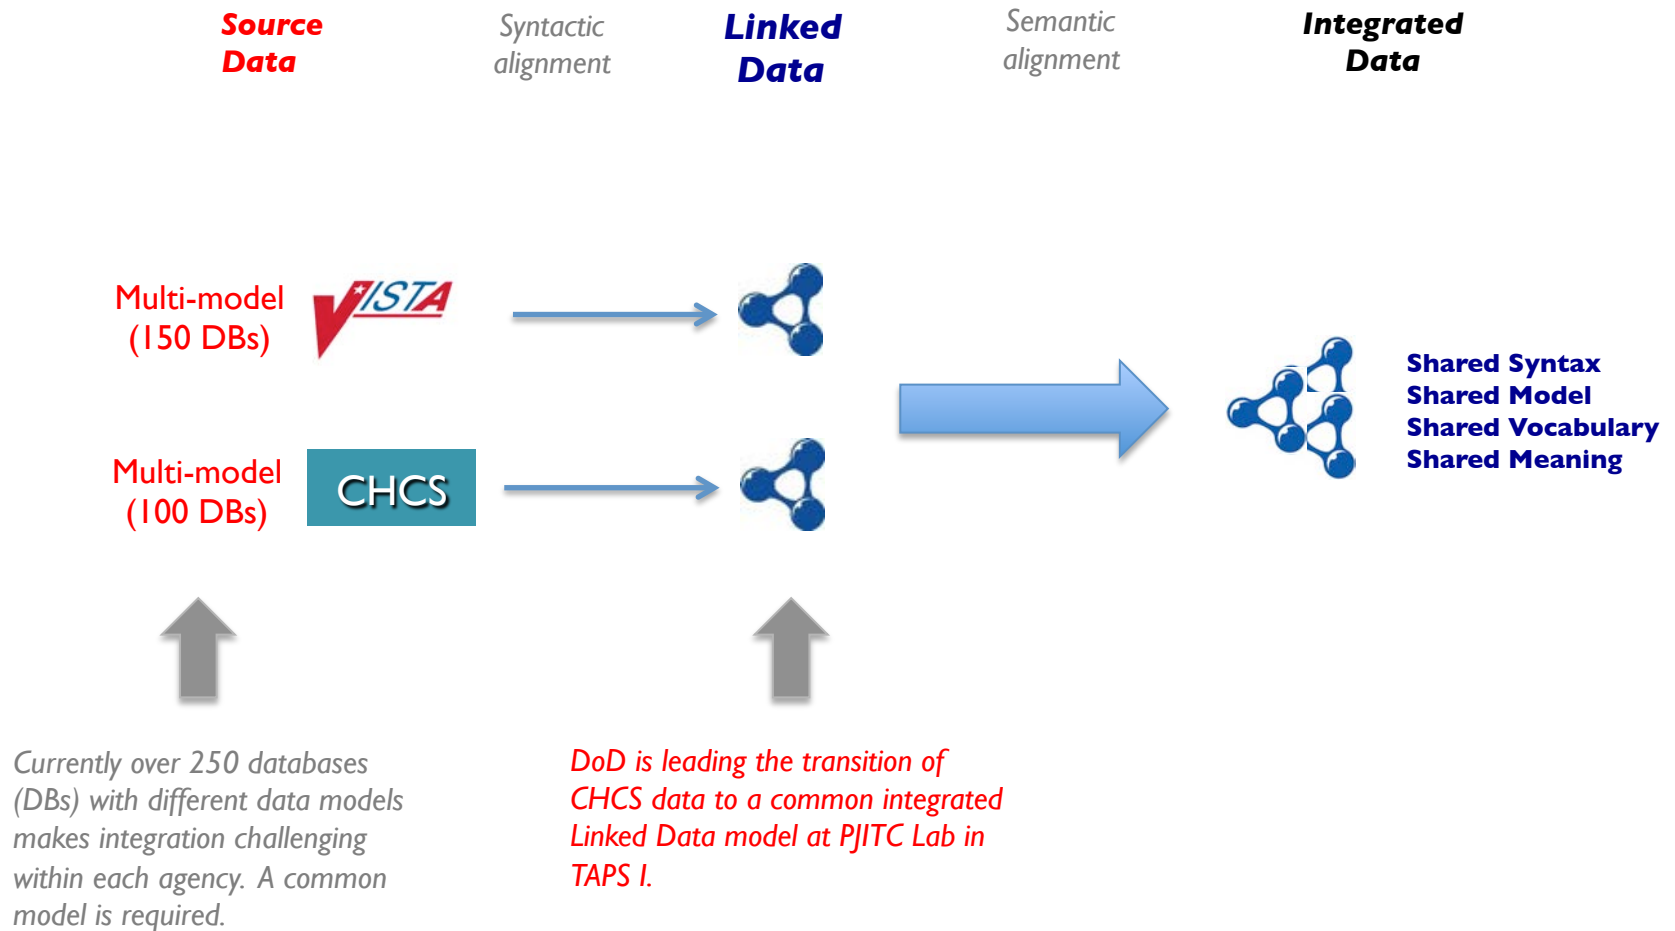 Source
Data
Syntactic
alignment
Linked
Data
Semantic
alignment
Integrated
Data
Multi-model
(150 DBs)
VISTA
Multi-model
(100 DBs)
CHCS
Shared Syntax
Shared Model
Shared Vocabulary
Shared Meaning
Currently over 250 databases
(DBs) with different data models
makes integration challenging
within each agency. A common
model is required.
DoD is leading the transition of
CHCS data to a common integrated
Linked Data model at PJITC Lab in
TAPS I.